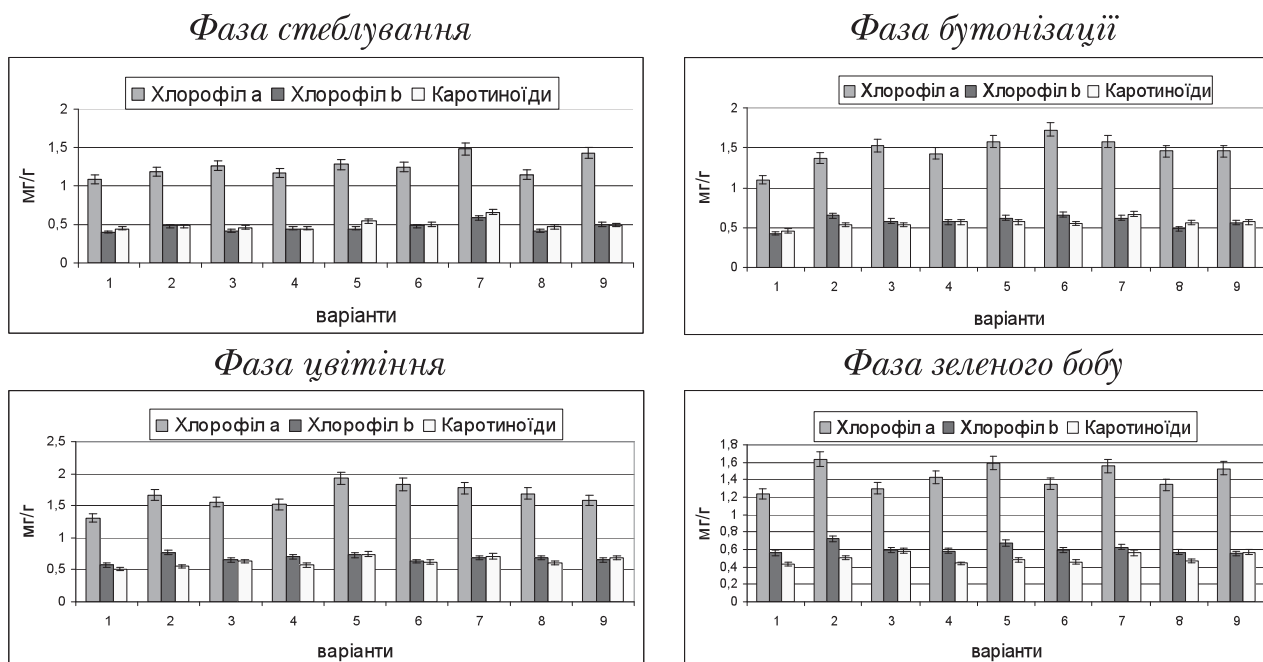 Фаза стеблування
Хлорофіл a Хлорофіл b Каротиноїди
2
1,5
1
0,5
0
мг/г
1 2 3 4 5 6 7 8 9
варіанти
Фаза бутонізації
Хлорофіл a Хлорофіл b Каротиноїди
2
1,5
1
0,5
0
мг/г
1 2 3 4 5 6 7 8 9
варіанти
Фаза цвітіння
Хлорофіл a Хлорофіл b Каротиноїди
2,5
2
1,5
1
0,5
0
мг/г
1 2 3 4 5 6 7 8 9
варіанти
Фаза зеленого бобу
Хлорофіл a Хлорофіл b Каротиноїди
1,8
1,6
1,4
1,2
1
0,8
0,6
0,4
0,2
0
мг/г
1 2 3 4 5 6 7 8 9
варіанти